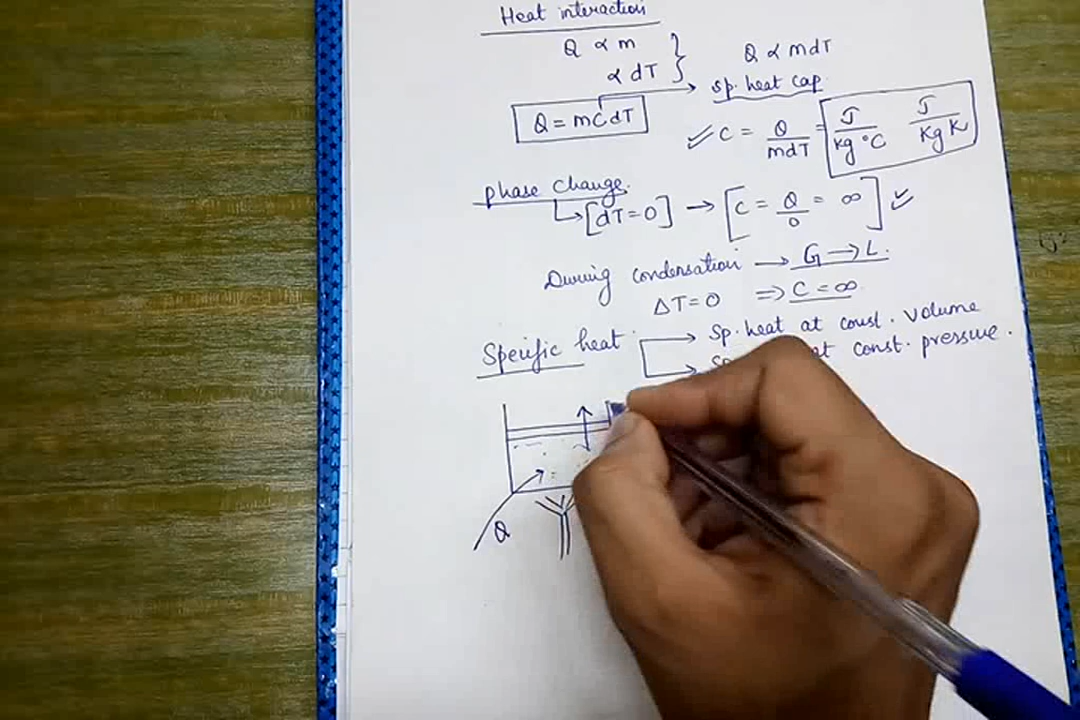 Heat interaction
Q ∝ m
∝ dT
Q ∝ mdT
sp. heat cap.
Q = mCdT
C = Q/mdT = J/kg°C J/KgK
phase change.
[dT=0] → [C = Q/0 = ∞]
During condensation → G → L.
ΔT=0 ⇒ C = ∞
Specific heat → Sp. heat at const. volume
at const. pressure.
Q